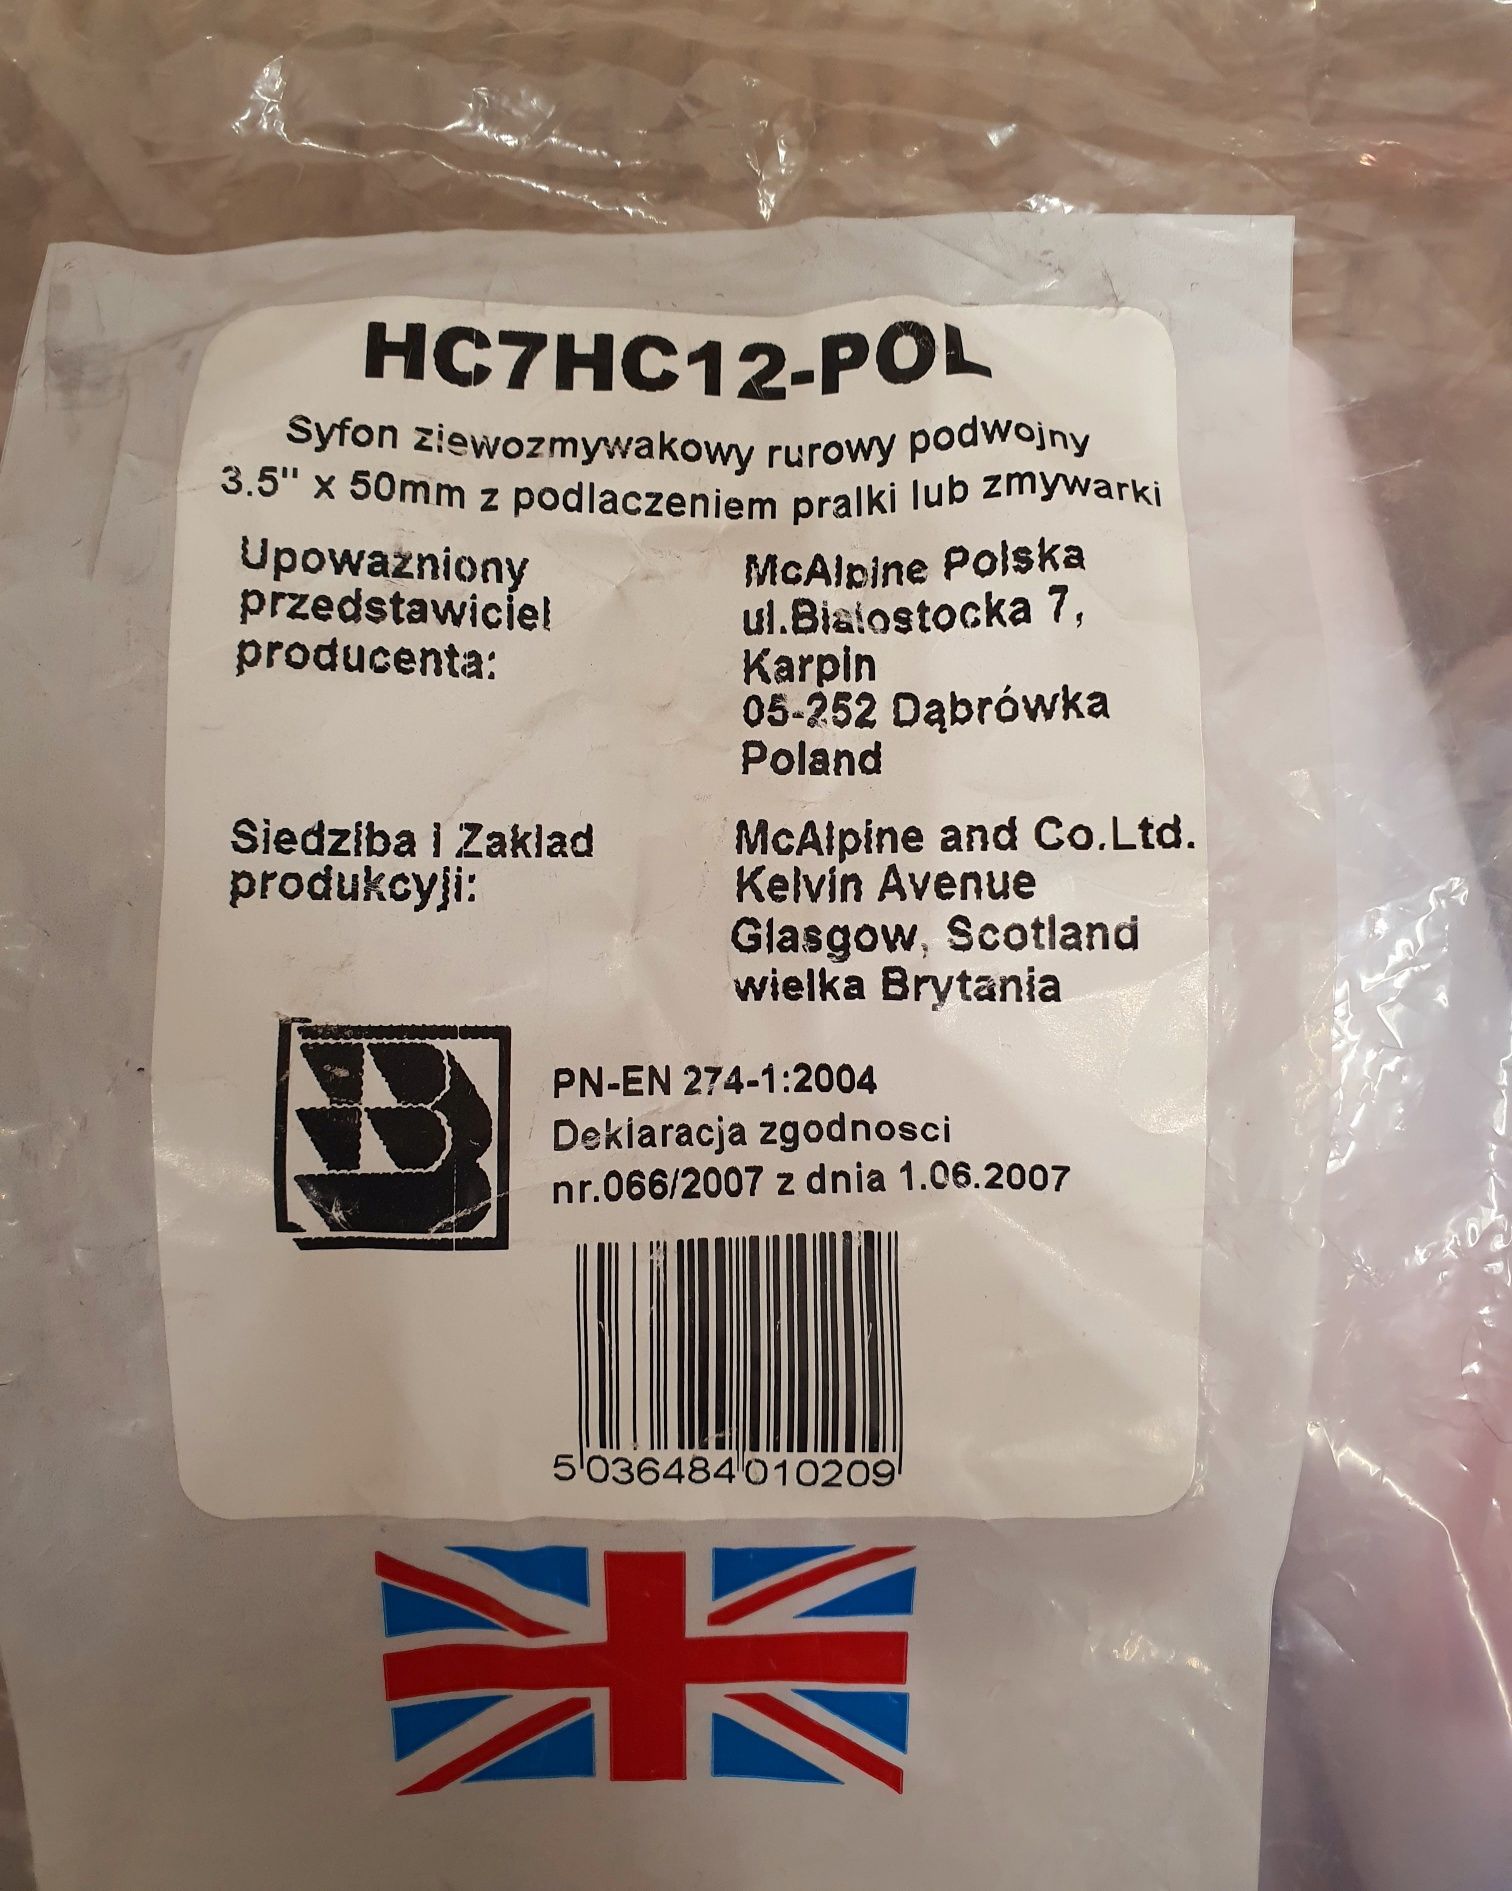 HC7HC12-POL
Syfon ziewozmywakowy rurowy podwojny
3.5" x 50mm z podlaczeniem pralki lub zmywarki
Upoważniony
przedstawiciel
producenta:
McAlpine Polska
ul.Bialostocka 7,
Karpin
05-252 Dąbrówka
Poland
Siedziba i Zaklad
produkcyji:
McAlpine and Co.Ltd.
Kelvin Avenue
Glasgow, Scotland
wielka Brytania
PN-EN 274-1:2004
Deklaracja zgodnosci
nr.066/2007 z dnia 1.06.2007
5 036484 010209